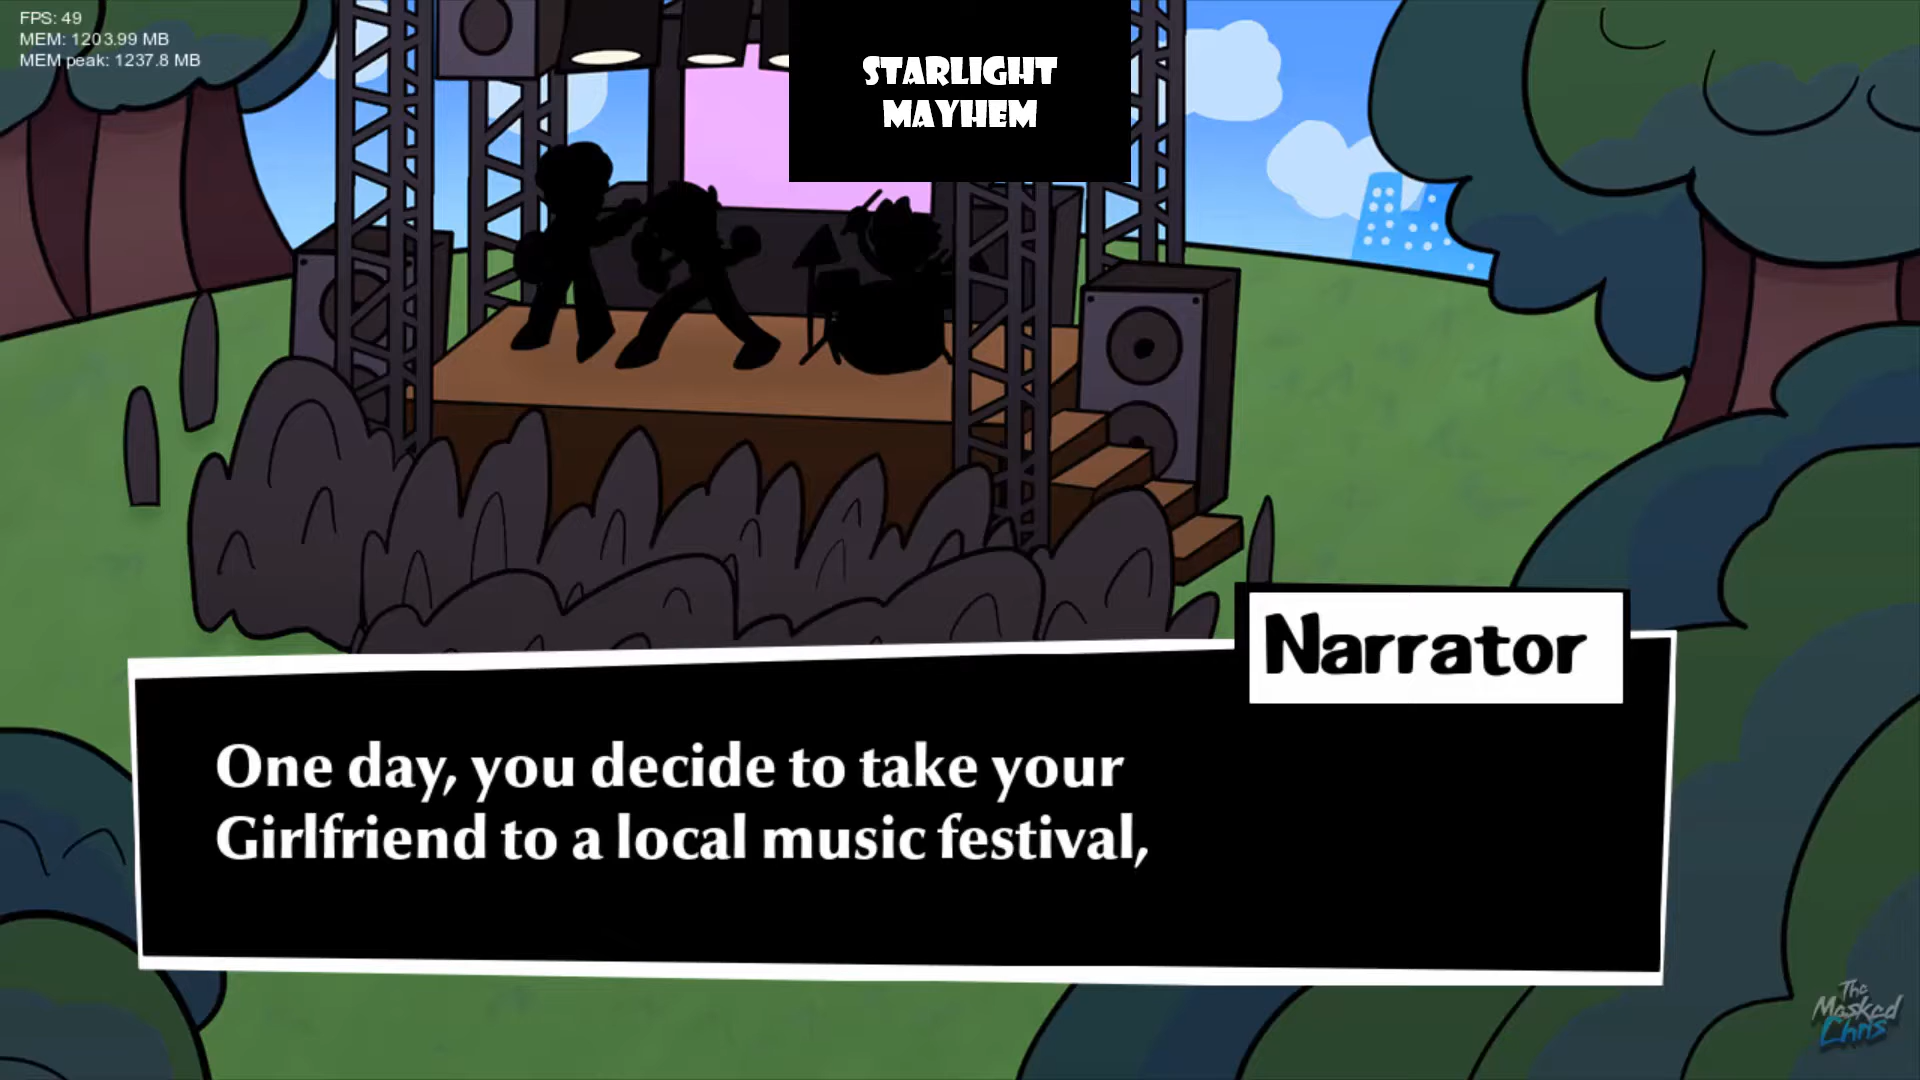 FPS: 49
MEM: 1203.99 MB
MEM peak: 1237.8 MB
STARLIGHT
MAYHEM
Narrator
One day, you decide to take your
Girlfriend to a local music festival,
The
Masked
Chris